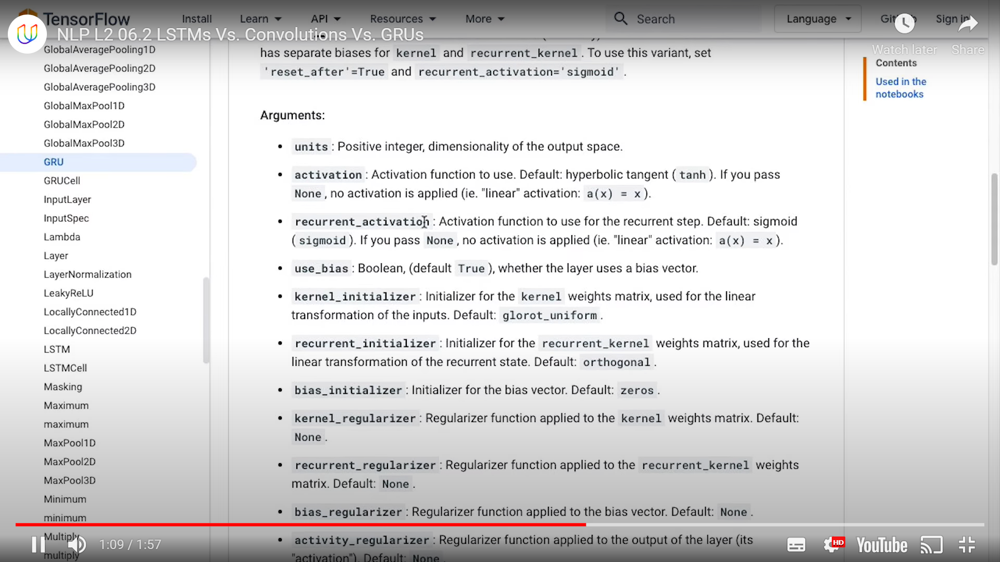 TensorFlow
Install
Learn
API
Resources
More
Search
Language
Sign in
NLP L2 06.2 LSTMs Vs. Convolutions Vs. GRUs
Watch later
Share
GlobalAveragePooling1D
GlobalAveragePooling2D
GlobalAveragePooling3D
GlobalMaxPool1D
GlobalMaxPool2D
GlobalMaxPool3D
GRU
GRUCell
InputLayer
InputSpec
Lambda
Layer
LayerNormalization
LeakyReLU
LocallyConnected1D
LocallyConnected2D
LSTM
LSTMCell
Masking
Maximum
maximum
MaxPool1D
MaxPool2D
MaxPool3D
Minimum
minimum
Multiply
multiply
has separate biases for kernel and recurrent_kernel. To use this variant, set
'reset_after'=True and recurrent_activation='sigmoid'.
Arguments:
• units: Positive integer, dimensionality of the output space.
• activation: Activation function to use. Default: hyperbolic tangent (tanh). If you pass
None, no activation is applied (ie. "linear" activation: a(x) = x).
• recurrent_activation: Activation function to use for the recurrent step. Default: sigmoid
(sigmoid). If you pass None, no activation is applied (ie. "linear" activation: a(x) = x).
• use_bias: Boolean, (default True), whether the layer uses a bias vector.
• kernel_initializer: Initializer for the kernel weights matrix, used for the linear
transformation of the inputs. Default: glorot_uniform.
• recurrent_initializer: Initializer for the recurrent_kernel weights matrix, used for the
linear transformation of the recurrent state. Default: orthogonal.
• bias_initializer: Initializer for the bias vector. Default: zeros.
• kernel_regularizer: Regularizer function applied to the kernel weights matrix. Default:
None.
• recurrent_regularizer: Regularizer function applied to the recurrent_kernel weights
matrix. Default: None.
• bias_regularizer: Regularizer function applied to the bias vector. Default: None.
• activity_regularizer: Regularizer function applied to the output of the layer (its
"activation"). Default: None.
Contents
Used in the
notebooks
1:09 / 1:57
HD
YouTube